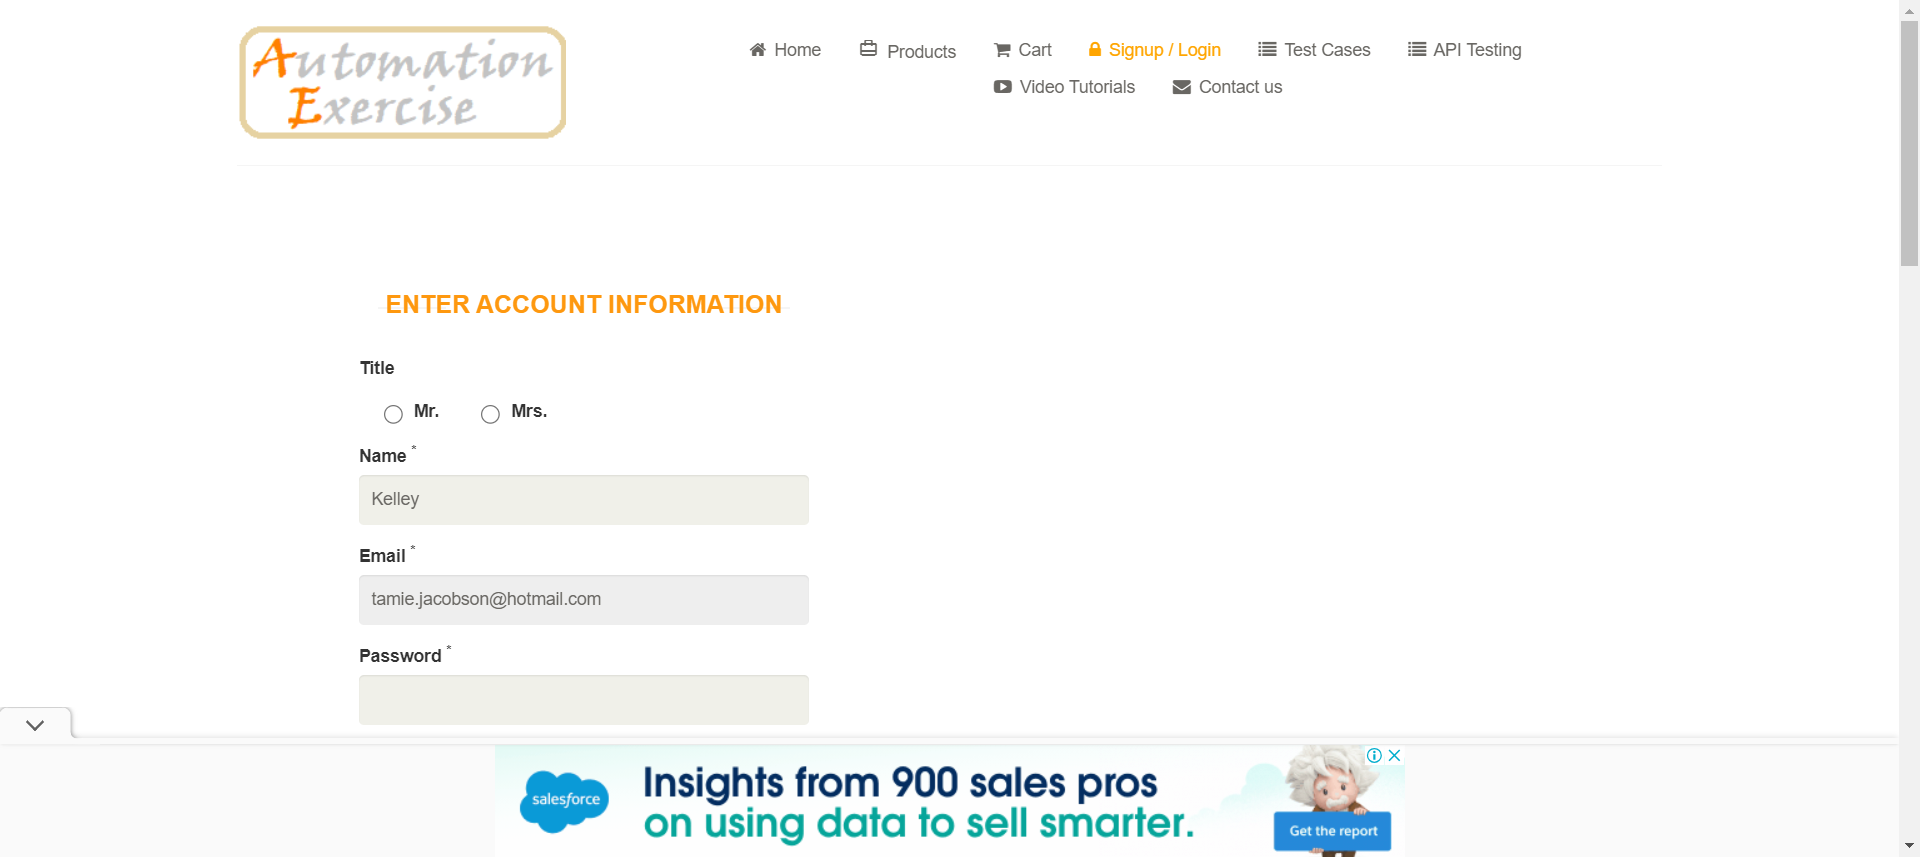 Automation
Exercise
Home
Products
Cart
Signup / Login
Test Cases
API Testing
Video Tutorials
Contact us
ENTER ACCOUNT INFORMATION
Title
Mr.
Mrs.
Name *
Kelley
Email *
tamie.jacobson@hotmail.com
Password *
salesforce
Insights from 900 sales pros
on using data to sell smarter.
Get the report